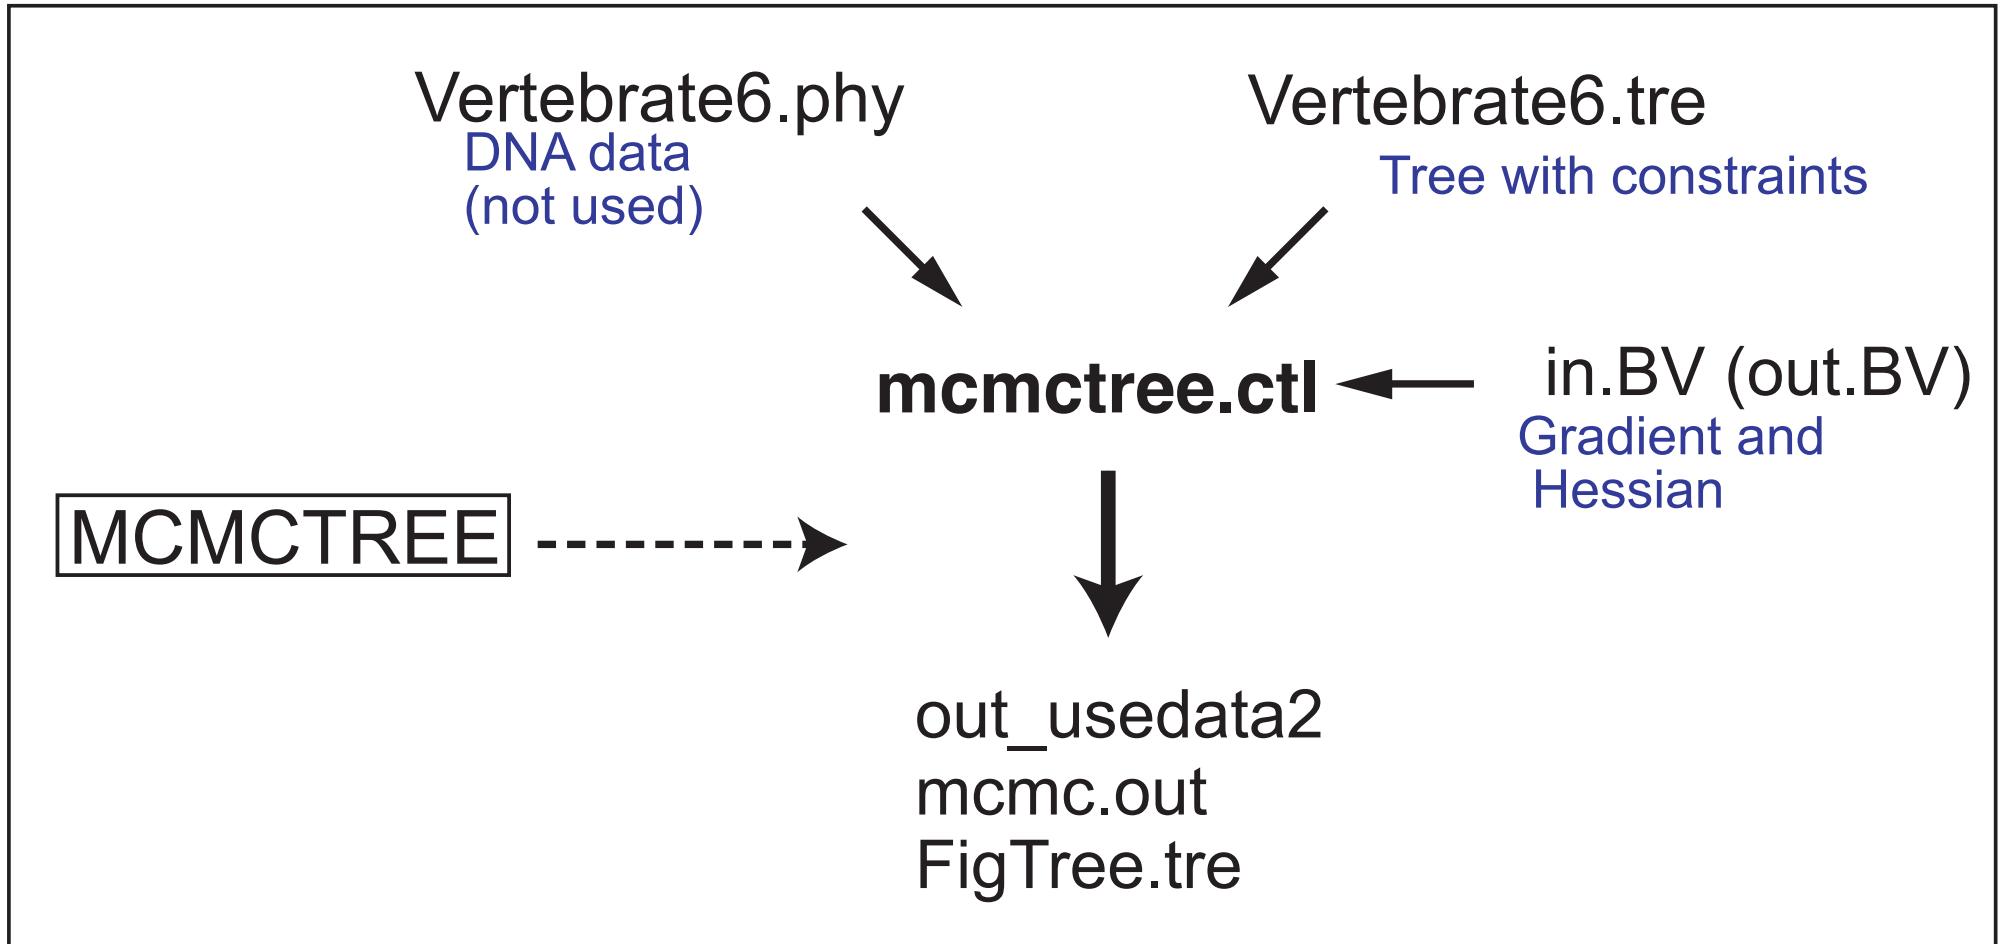 Vertebrate6.phy
DNA data
(not used)
Vertebrate6.tre
Tree with constraints
mcmctree.ctl
in.BV (out.BV)
Gradient and
Hessian
MCMCTREE
out_usedata2
mcmc.out
FigTree.tre